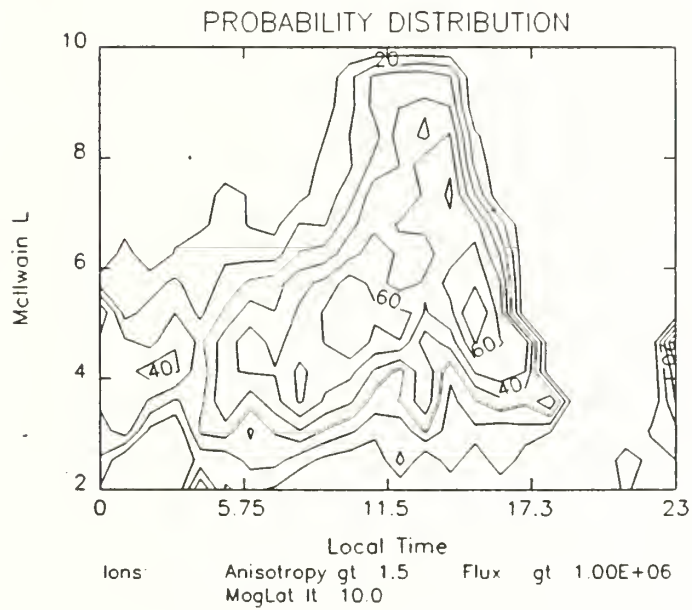 PROBABILITY DISTRIBUTION
10
8
6
4
2
McIlwain L
20
60
60
40
40
0 5.75 11.5 17.3 23
Local Time
Ions Anisotropy gt 1.5 Flux gt 1.00E+06
MagLat lt 10.0